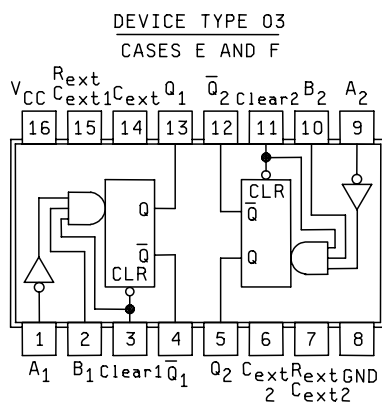 DEVICE TYPE 03
CASES E AND F
Rext
VCC Cext1 Cext Q1 Q̅2 Clear2 B2 A2
16 15 14 13 12 11 10 9
Q
Q̅
CLR
CLR
Q̅
Q
1 2 3 4 5 6 7 8
A1 B1 Clear1 Q̅1 Q2 Cext Rext GND
2 Cext2